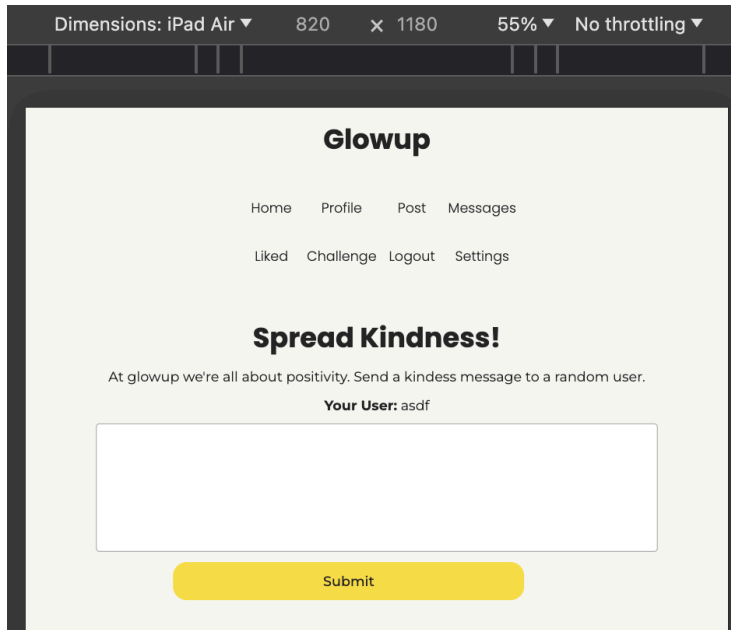 Dimensions: iPad Air ▼ 820 × 1180 55% ▼ No throttling ▼
Glowup
Home Profile Post Messages
Liked Challenge Logout Settings
Spread Kindness!
At glowup we're all about positivity. Send a kindess message to a random user.
Your User: asdf
Submit